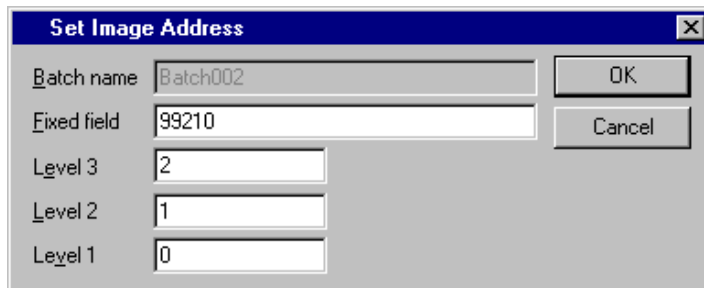 Set Image Address
Batch name Batch002 OK
Fixed field 99210 Cancel
Level 3 2
Level 2 1
Level 1 0